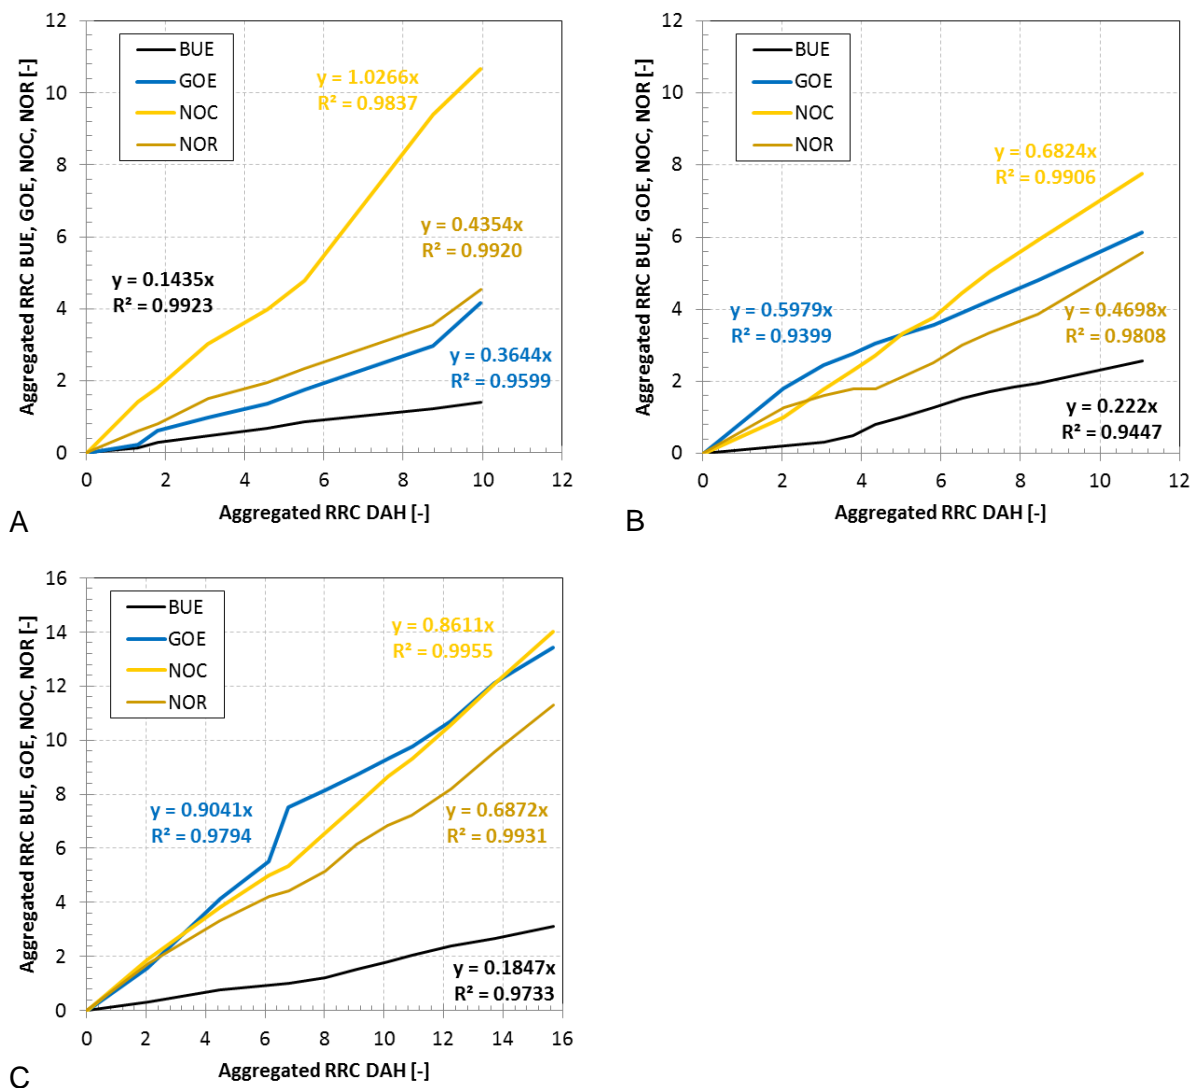 12
10
8
6
4
2
0
Aggregated RRC BUE, GOE, NOC, NOR [-]
BUE
GOE
NOC
NOR
y = 1.0266x
R² = 0.9837
y = 0.4354x
R² = 0.9920
y = 0.1435x
R² = 0.9923
y = 0.3644x
R² = 0.9599
0 2 4 6 8 10 12
Aggregated RRC DAH [-]
A
12
10
8
6
4
2
0
Aggregated RRC BUE, GOE, NOC, NOR [-]
BUE
GOE
NOC
NOR
y = 0.6824x
R² = 0.9906
y = 0.5979x
R² = 0.9399
y = 0.4698x
R² = 0.9808
y = 0.222x
R² = 0.9447
0 2 4 6 8 10 12
Aggregated RRC DAH [-]
B
16
14
12
10
8
6
4
2
0
Aggregated RRC BUE, GOE, NOC, NOR [-]
BUE
GOE
NOC
NOR
y = 0.8611x
R² = 0.9955
y = 0.9041x
R² = 0.9794
y = 0.6872x
R² = 0.9931
y = 0.1847x
R² = 0.9733
0 2 4 6 8 10 12 14 16
Aggregated RRC DAH [-]
C